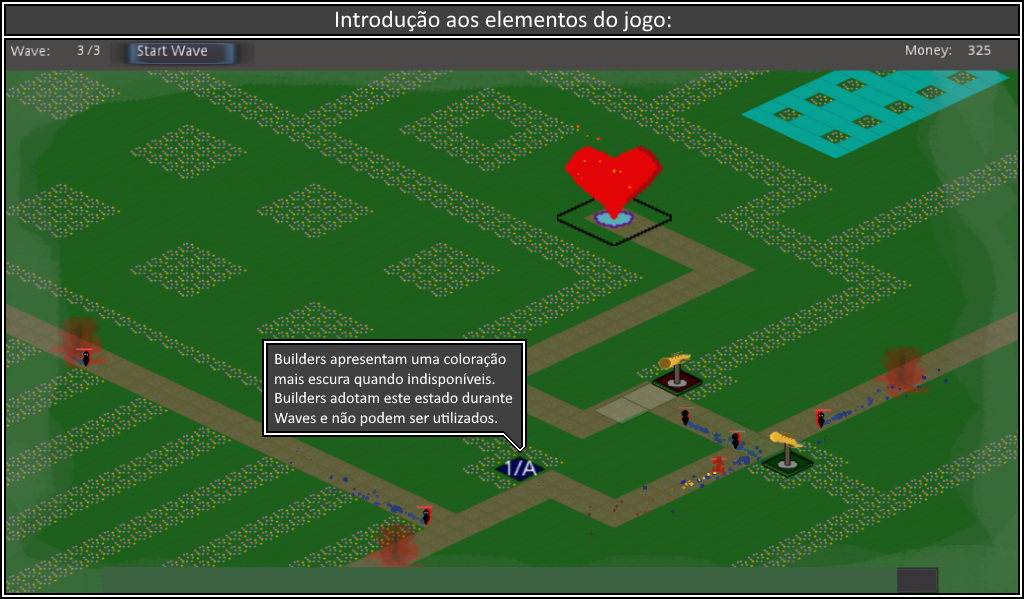 Introdução aos elementos do jogo:
Wave: 3/3 Start Wave Money: 325
Builders apresentam uma coloração
mais escura quando indisponíveis.
Builders adotam este estado durante
Waves e não podem ser utilizados.
1/A